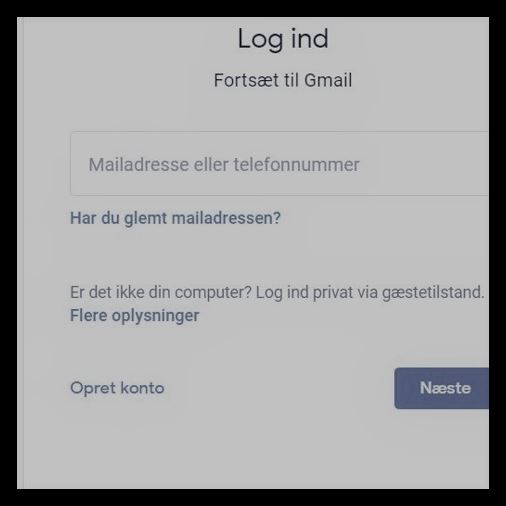 Log ind
Fortsæt til Gmail
Mailadresse eller telefonnummer
Har du glemt mailadressen?
Er det ikke din computer? Log ind privat via gæstetilstand.
Flere oplysninger
Opret konto
Næste